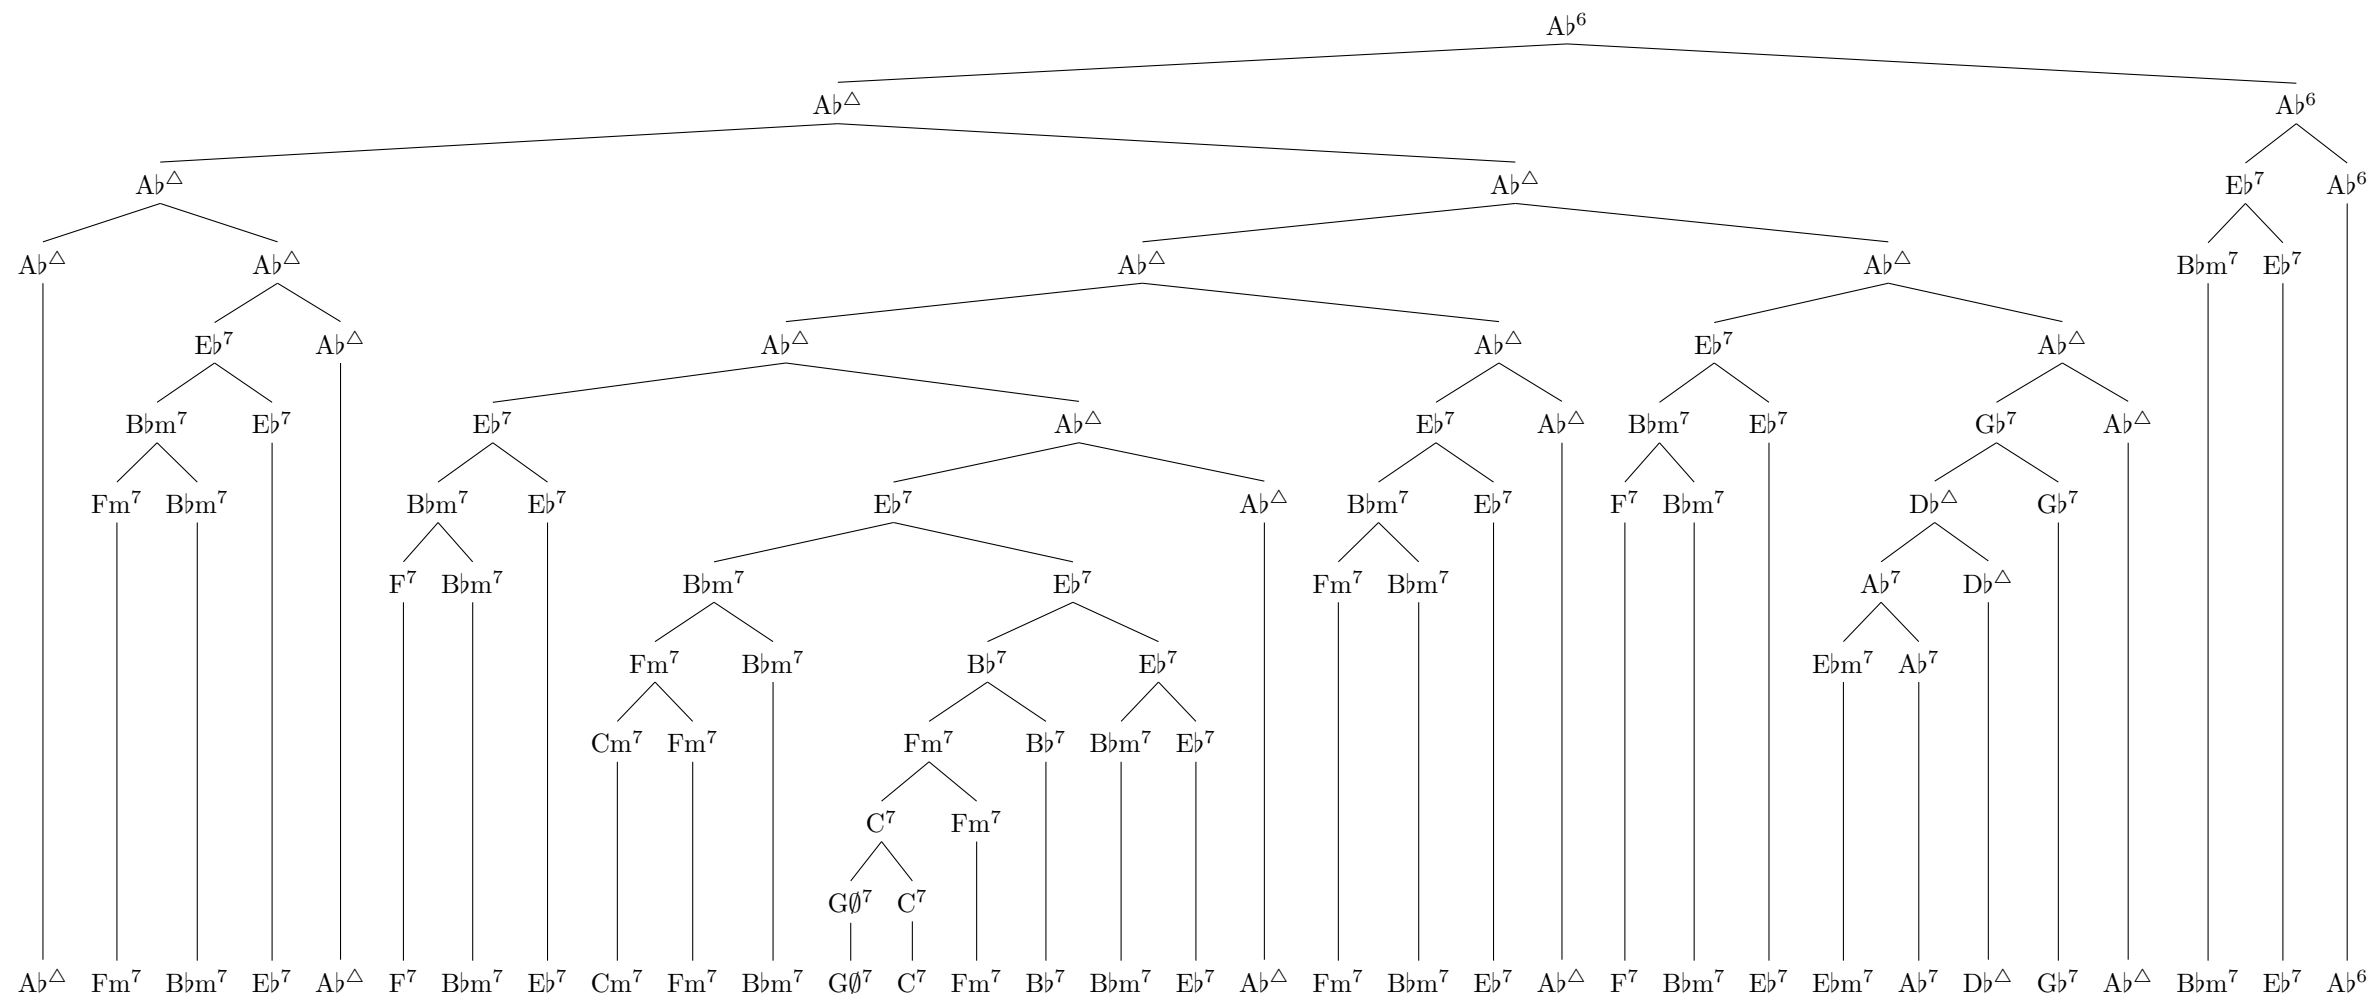 A♭⁶
A♭△ A♭⁶
A♭△ A♭△ E♭⁷ A♭⁶
A♭△ A♭△ A♭△ A♭△ B♭m⁷ E♭⁷
E♭⁷ A♭△ A♭△ A♭△ E♭⁷ A♭△
B♭m⁷ E♭⁷ E♭⁷ A♭△ E♭⁷ A♭△ B♭m⁷ E♭⁷ G♭⁷ A♭△
Fm⁷ B♭m⁷ B♭m⁷ E♭⁷ E♭⁷ A♭△ B♭m⁷ E♭⁷ F⁷ B♭m⁷ D♭△ G♭⁷
F⁷ B♭m⁷ B♭m⁷ E♭⁷ Fm⁷ B♭m⁷ A♭⁷ D♭△
Fm⁷ B♭m⁷ B♭⁷ E♭⁷ E♭m⁷ A♭⁷
Cm⁷ Fm⁷ Fm⁷ B♭⁷ B♭m⁷ E♭⁷
C⁷ Fm⁷
G∅⁷ C⁷
A♭△ Fm⁷ B♭m⁷ E♭⁷ A♭△ F⁷ B♭m⁷ E♭⁷ Cm⁷ Fm⁷ B♭m⁷ G∅⁷ C⁷ Fm⁷ B♭⁷ B♭m⁷ E♭⁷ A♭△ Fm⁷ B♭m⁷ E♭⁷ A♭△ F⁷ B♭m⁷ E♭⁷ E♭m⁷ A♭⁷ D♭△ G♭⁷ A♭△ B♭m⁷ E♭⁷ A♭⁶